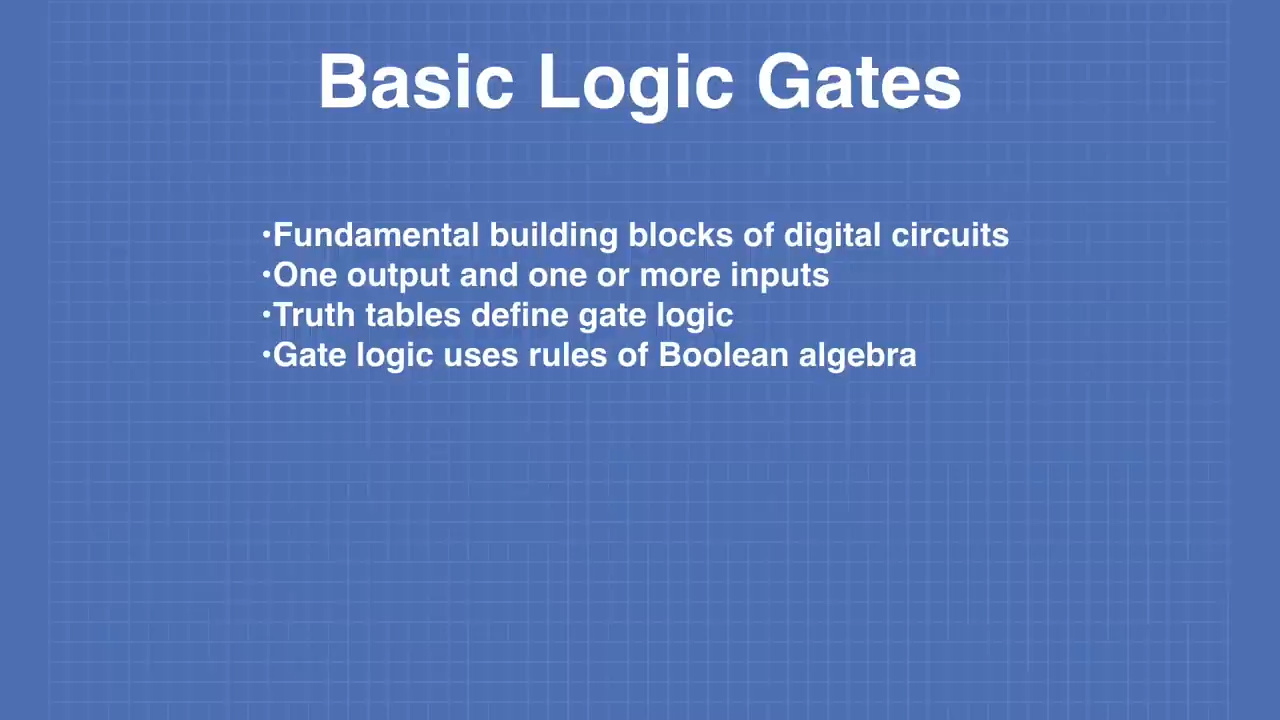 Basic Logic Gates
•Fundamental building blocks of digital circuits
•One output and one or more inputs
•Truth tables define gate logic
•Gate logic uses rules of Boolean algebra